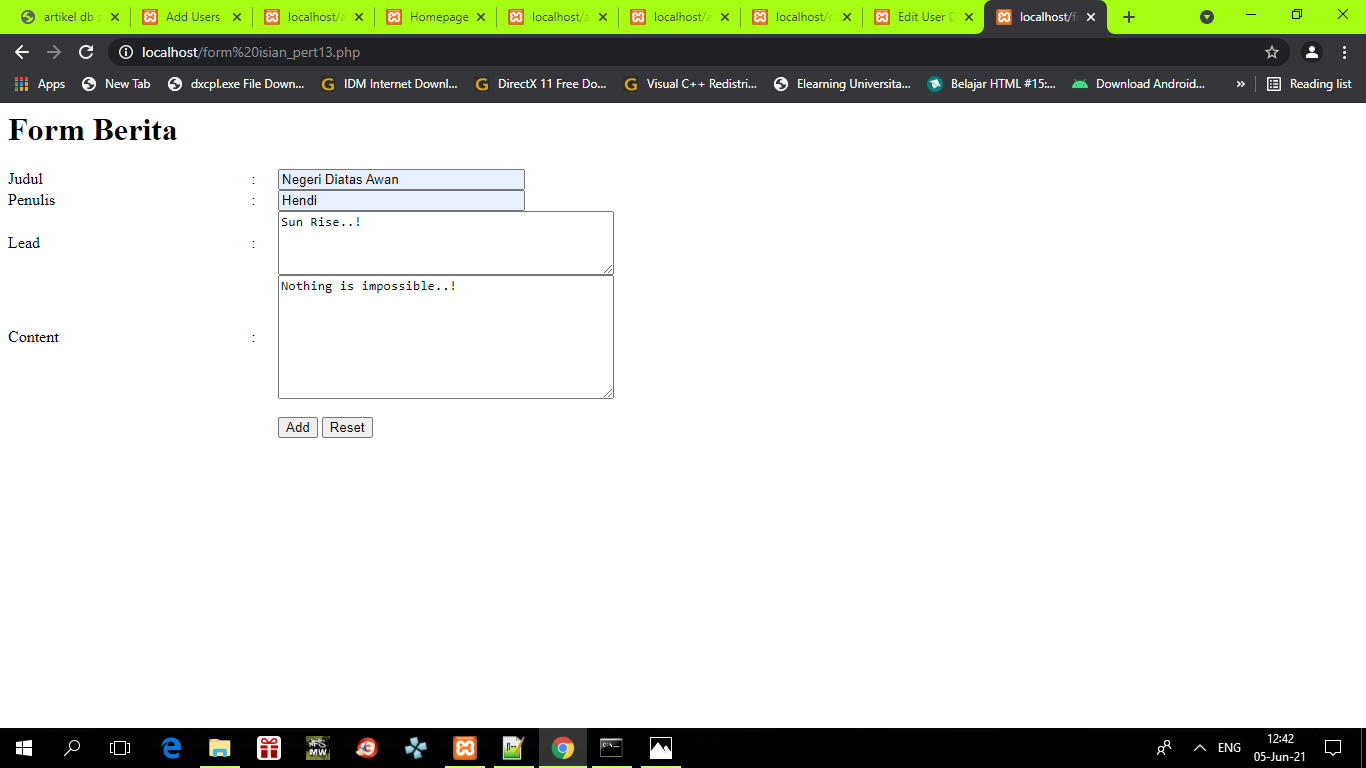 artikel db s Add Users localhost/a Homepage localhost/a localhost/a localhost/c Edit User D localhost/f
localhost/form%20isian_pert13.php
Apps New Tab dxcpl.exe File Down... IDM Internet Downl... DirectX 11 Free Do... Visual C++ Redistri... Elearning Universita... Belajar HTML #15:... Download Android... » Reading list
Form Berita
Judul : Negeri Diatas Awan
Penulis : Hendi
Lead : Sun Rise..!
Content : Nothing is impossible..!
Add Reset
ENG
12:42
05-Jun-21